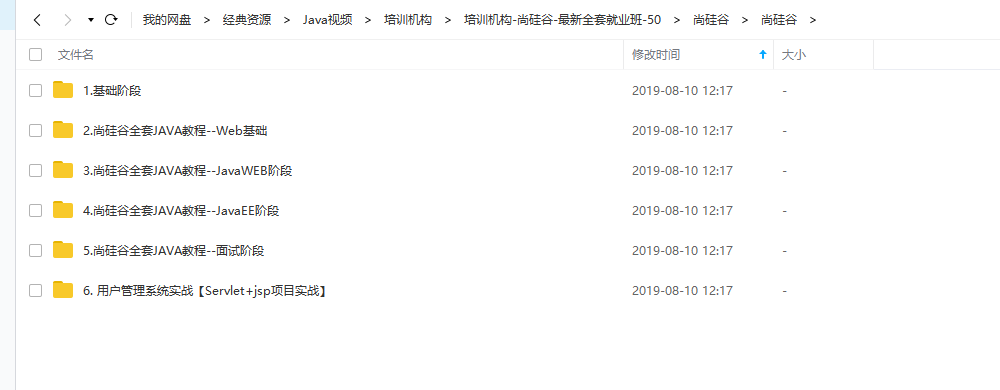 我的网盘 > 经典资源 > Java视频 > 培训机构 > 培训机构-尚硅谷-最新全套就业班-50 > 尚硅谷 > 尚硅谷 >
文件名 修改时间 大小
1.基础阶段 2019-08-10 12:17 -
2.尚硅谷全套JAVA教程--Web基础 2019-08-10 12:17 -
3.尚硅谷全套JAVA教程--JavaWEB阶段 2019-08-10 12:17 -
4.尚硅谷全套JAVA教程--JavaEE阶段 2019-08-10 12:17 -
5.尚硅谷全套JAVA教程--面试阶段 2019-08-10 12:17 -
6. 用户管理系统实战【Servlet+jsp项目实战】 2019-08-10 12:17 -